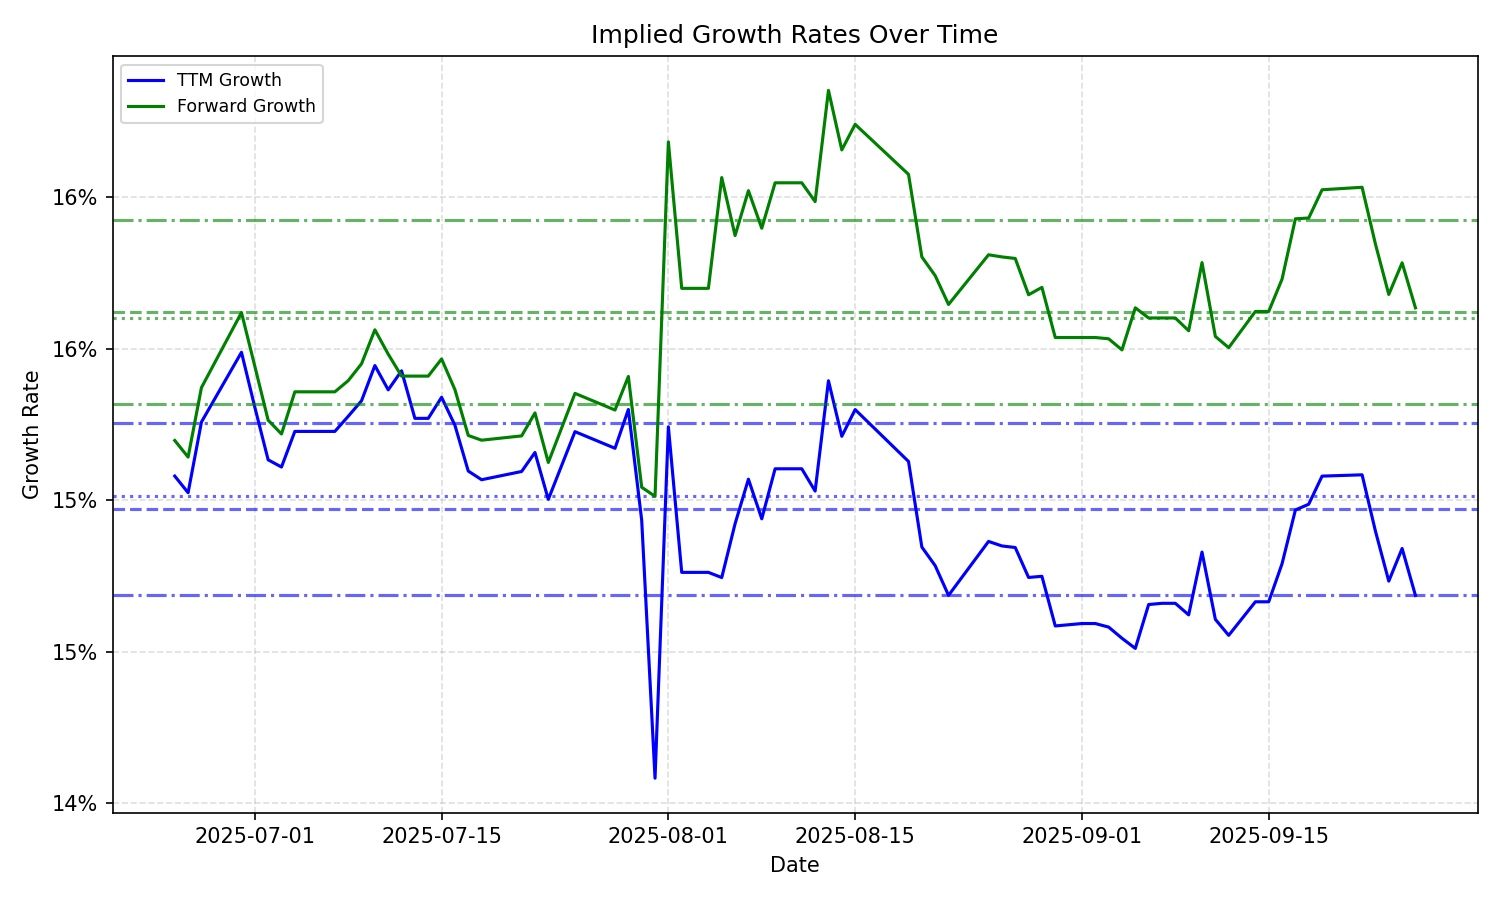 Implied Growth Rates Over Time
TTM Growth
Forward Growth
16%
16%
15%
15%
14%
Growth Rate
2025-07-01
2025-07-15
2025-08-01
2025-08-15
2025-09-01
2025-09-15
Date